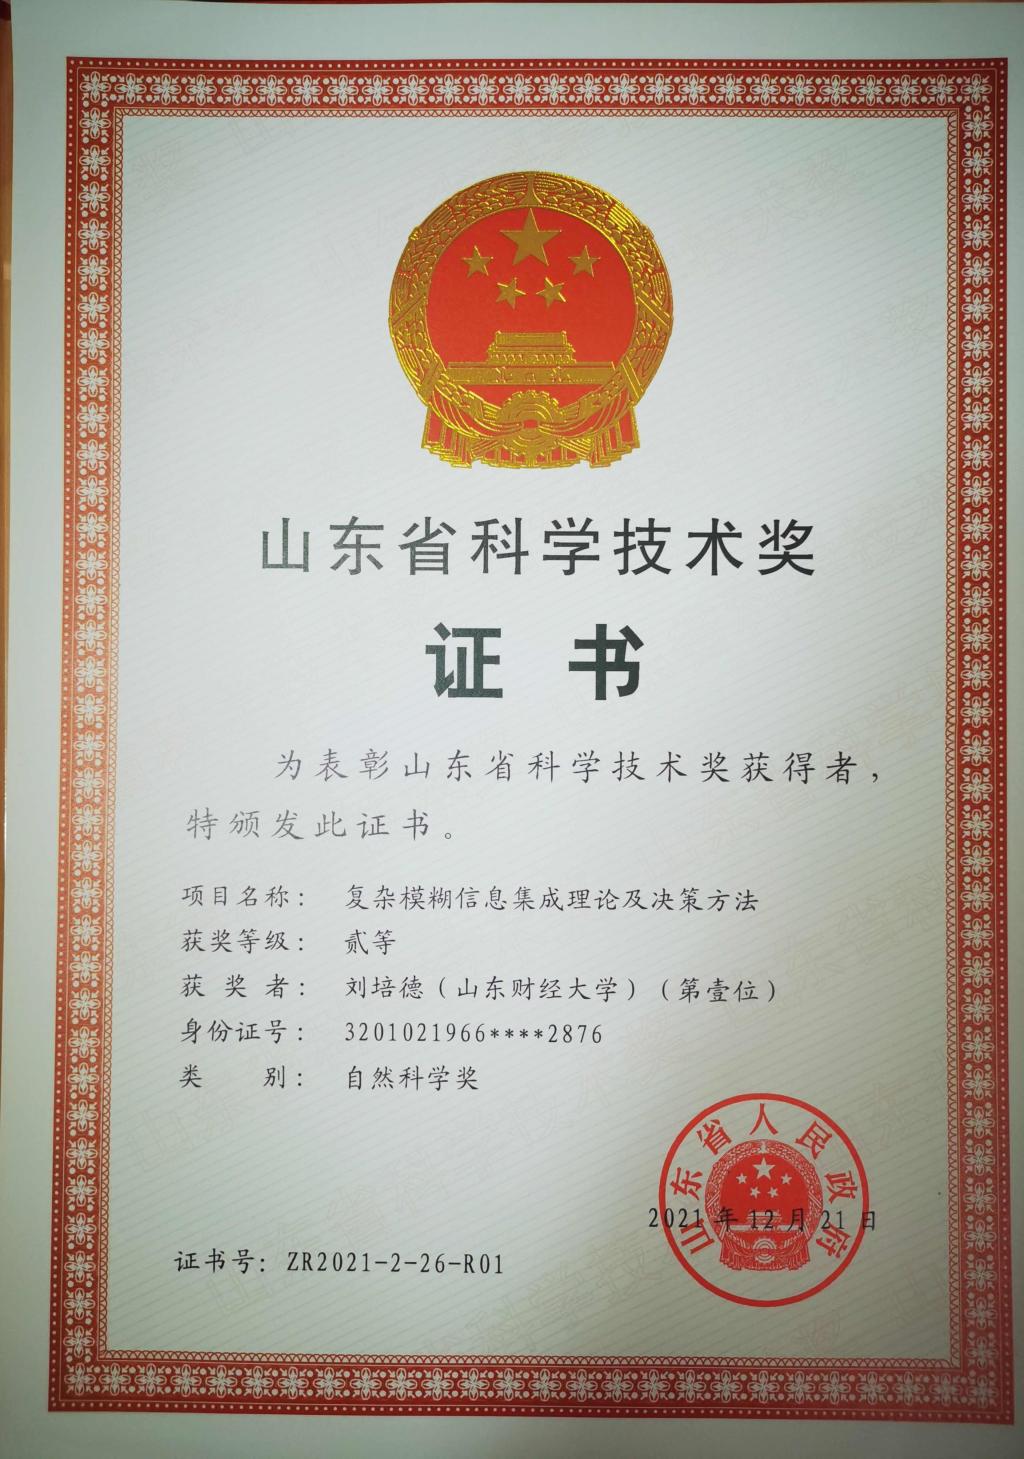 山东省科学技术奖
证书
为表彰山东省科学技术奖获得者，
特颁发此证书。
项目名称： 复杂模糊信息集成理论及决策方法
获奖等级： 贰等
获奖者： 刘培德（山东财经大学）（第壹位）
身份证号： 3201021966****2876
类别： 自然科学奖
山东省人民政府
2021年12月21日
证书号：ZR2021-2-26-R01